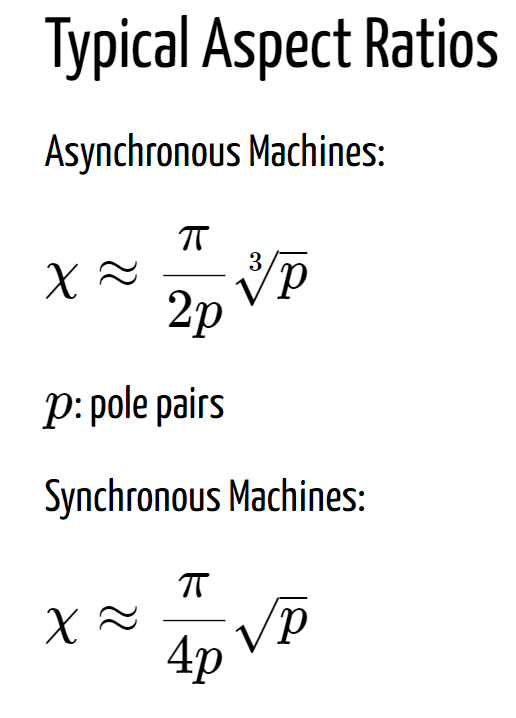 Typical Aspect Ratios
Asynchronous Machines:
χ ≈ π/2p ∛p
p: pole pairs
Synchronous Machines:
χ ≈ π/4p √p